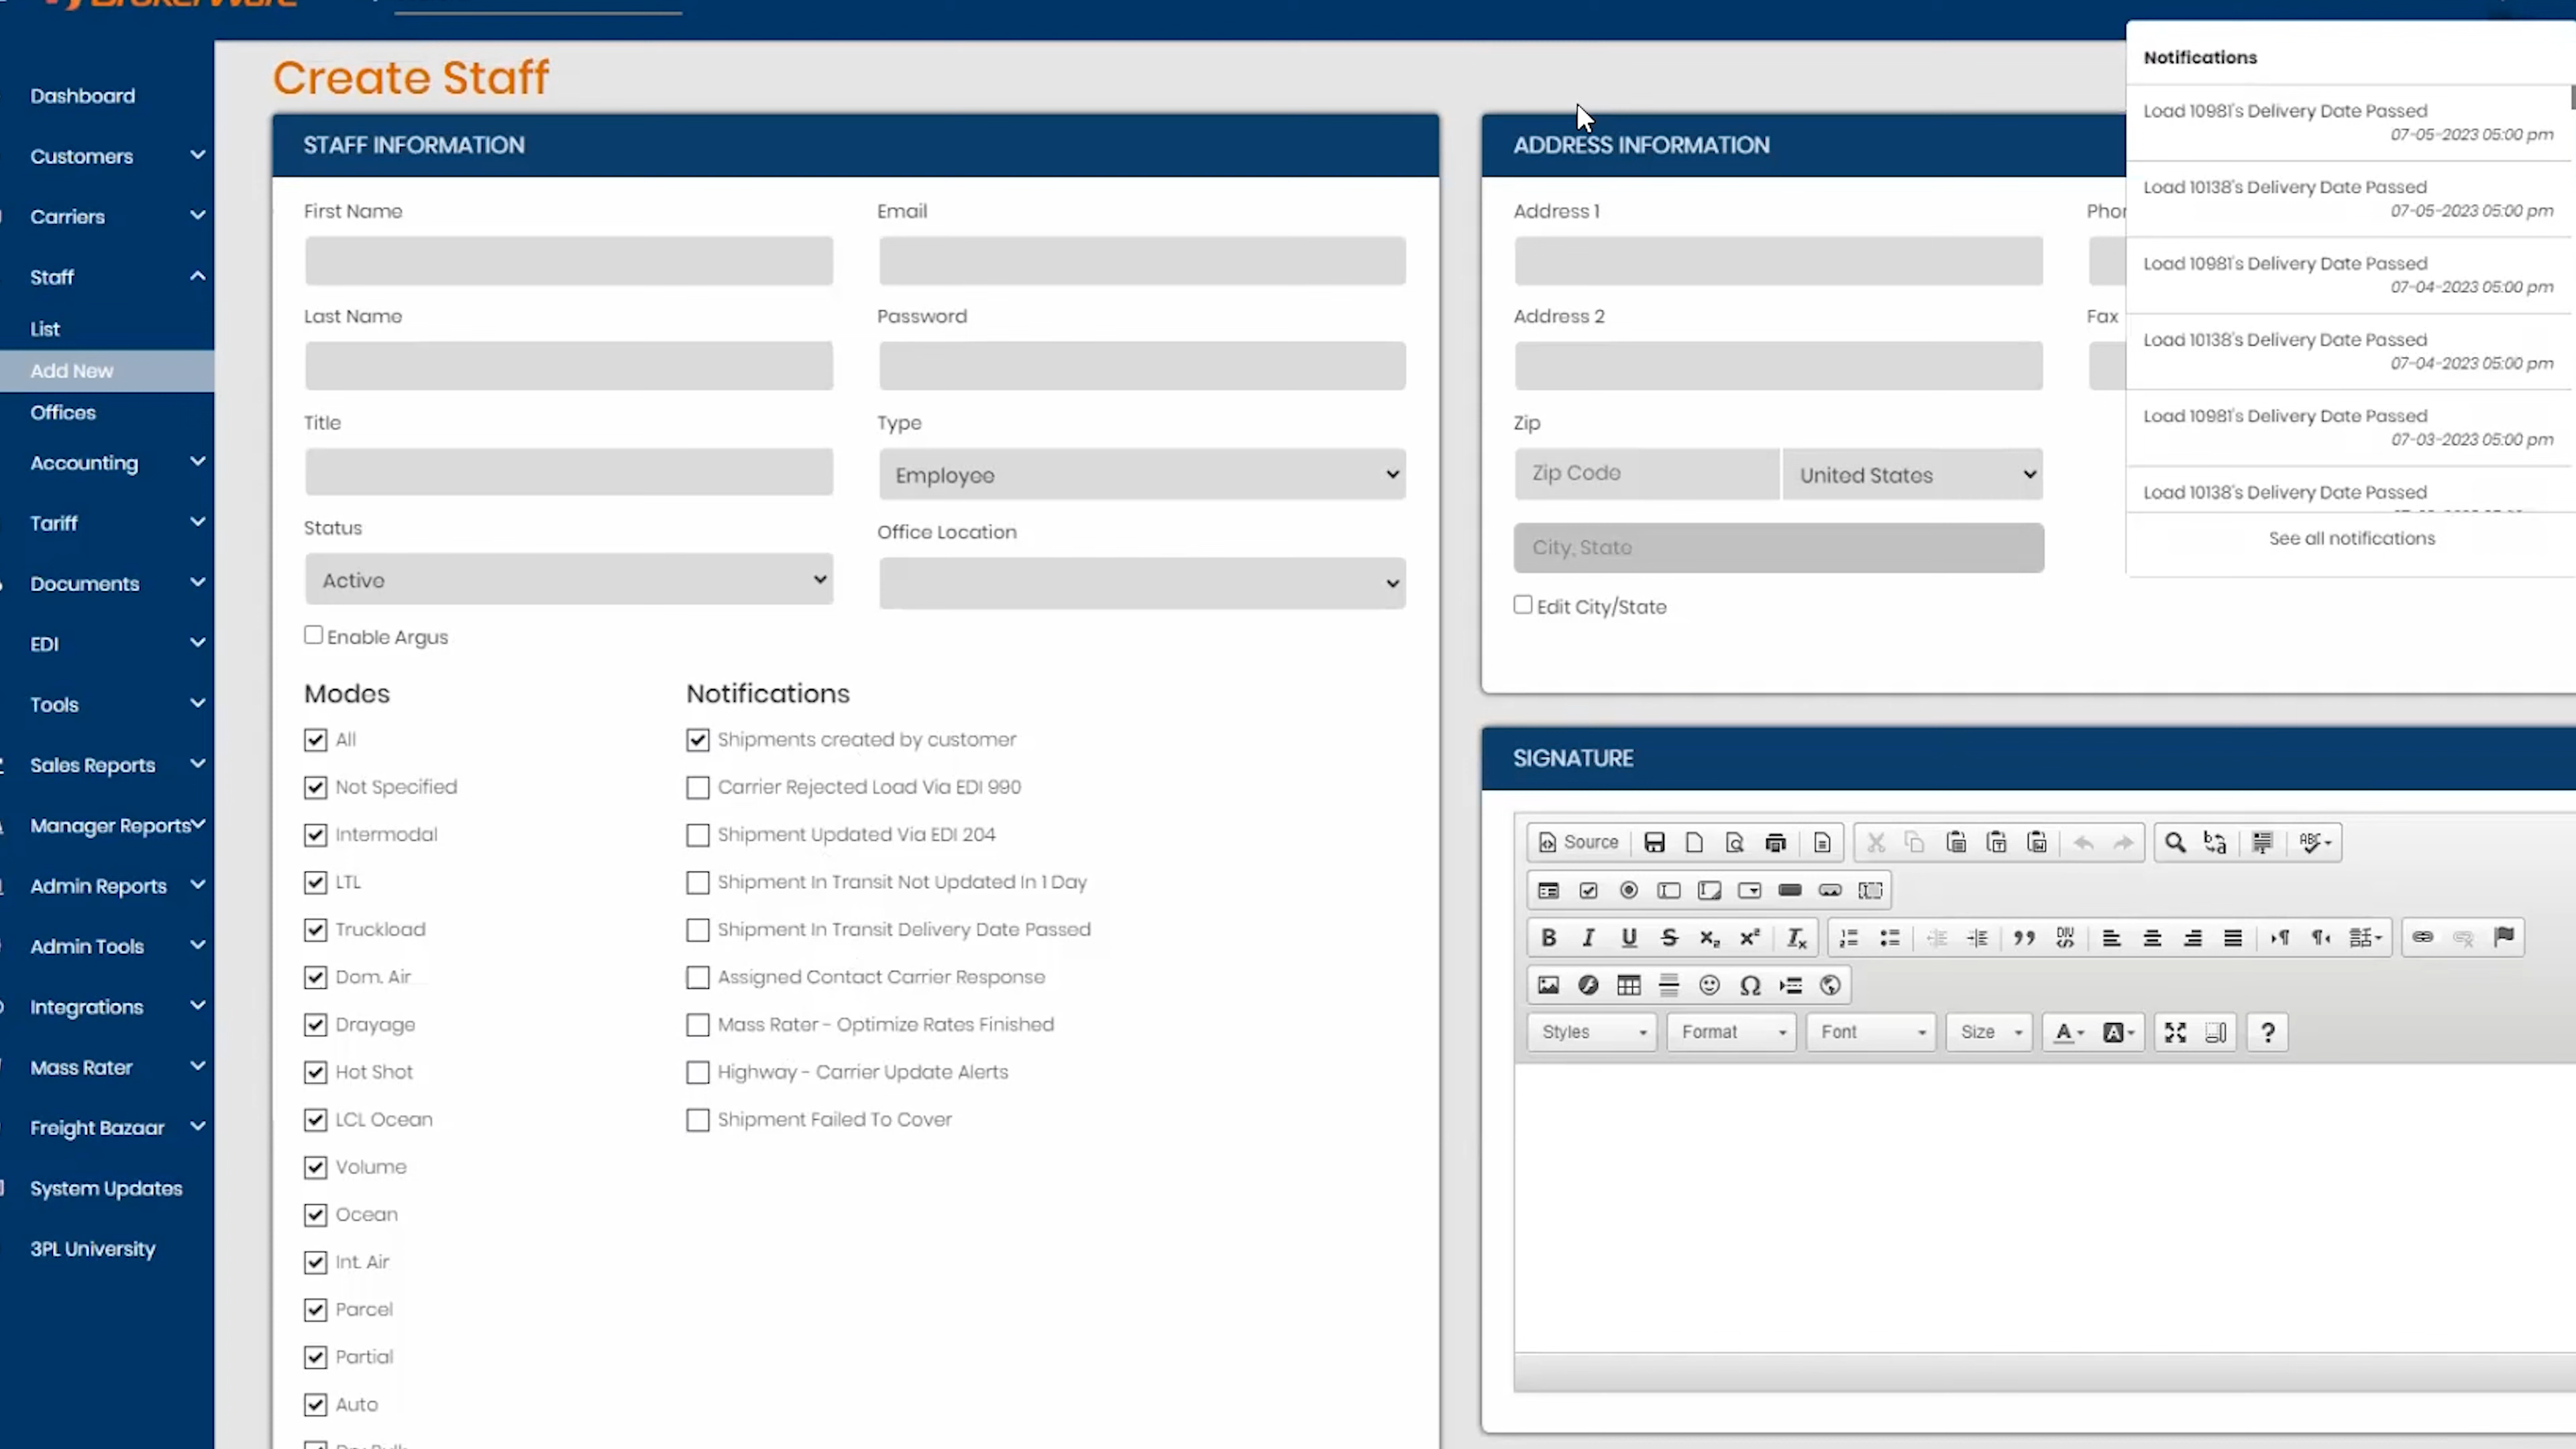 BrokerWare
Dashboard
Customers
Carriers
Staff
List
Add New
Offices
Accounting
Tariff
Documents
EDI
Tools
Sales Reports
Manager Reports
Admin Reports
Admin Tools
Integrations
Mass Rater
Freight Bazaar
System Updates
3PL University
Create Staff
STAFF INFORMATION
First Name
Email
Last Name
Password
Title
Type
Employee
Status
Office Location
Active
Enable Argus
Modes
All
Not Specified
Intermodal
LTL
Truckload
Dom. Air
Drayage
Hot Shot
LCL Ocean
Volume
Ocean
Int. Air
Parcel
Partial
Auto
Notifications
Shipments created by customer
Carrier Rejected Load Via EDI 990
Shipment Updated Via EDI 204
Shipment In Transit Not Updated In 1 Day
Shipment In Transit Delivery Date Passed
Assigned Contact Carrier Response
Mass Rater - Optimize Rates Finished
Highway - Carrier Update Alerts
Shipment Failed To Cover
ADDRESS INFORMATION
Address 1
Address 2
Fax
Zip
Zip Code
United States
City, State
Edit City/State
SIGNATURE
Source
Styles
Format
Font
Size
Notifications
Load 10981's Delivery Date Passed
07-05-2023 05:00 pm
Load 10138's Delivery Date Passed
07-05-2023 05:00 pm
Load 10981's Delivery Date Passed
07-04-2023 05:00 pm
Load 10138's Delivery Date Passed
07-04-2023 05:00 pm
Load 10981's Delivery Date Passed
07-03-2023 05:00 pm
Load 10138's Delivery Date Passed
See all notifications